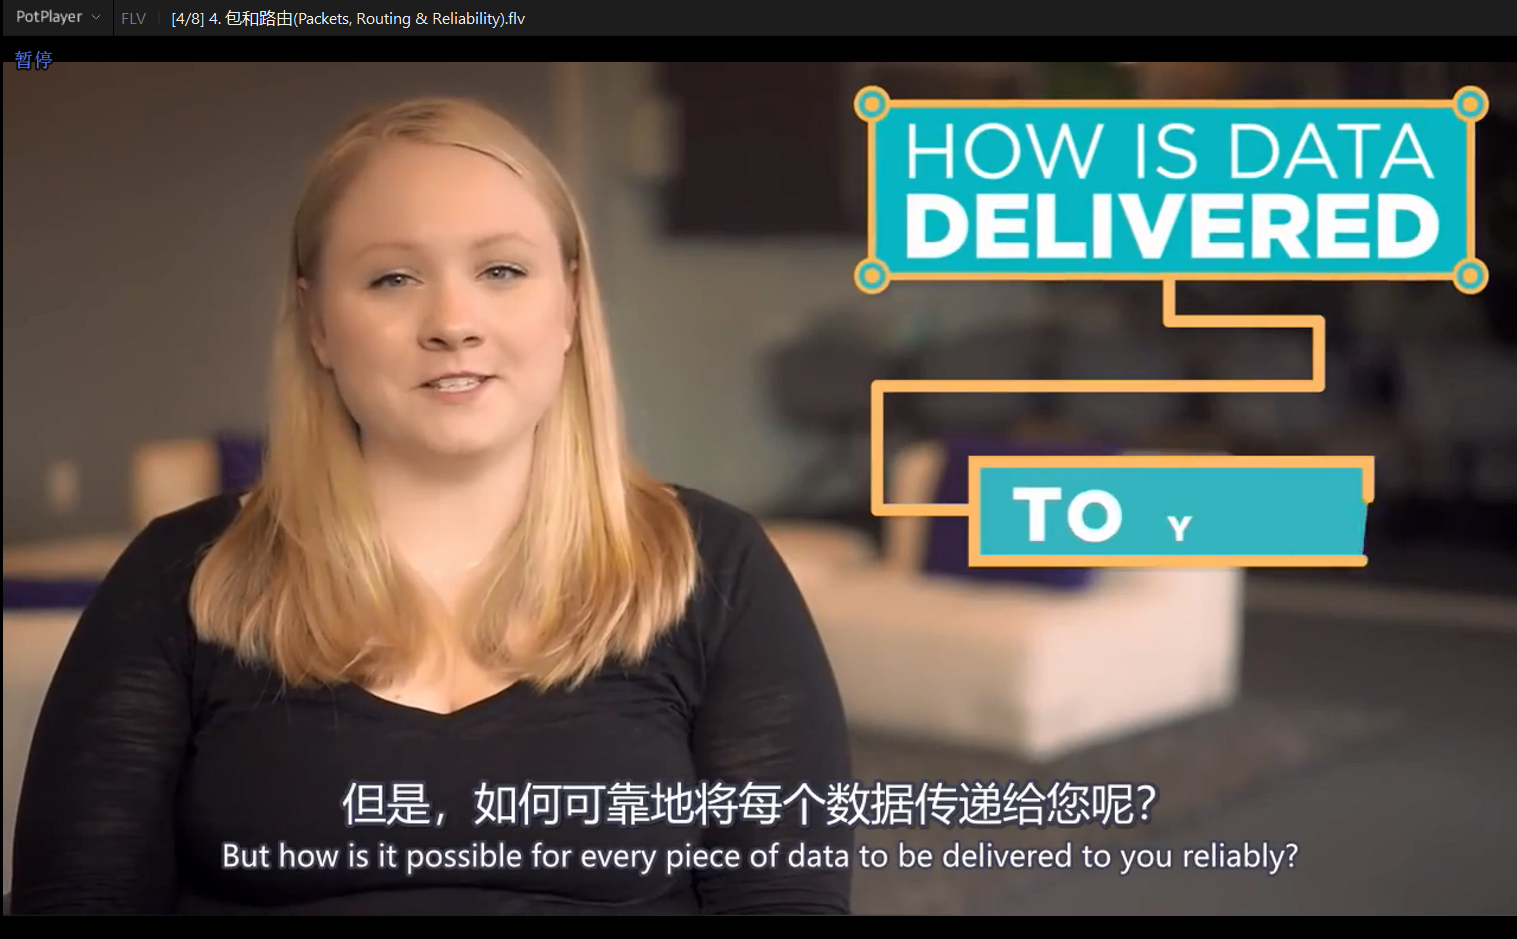 PotPlayer FLV [4/8] 4. 包和路由(Packets, Routing & Reliability).flv
暂停
HOW IS DATA
DELIVERED
TO Y
但是，如何可靠地将每个数据传递给您呢？
But how is it possible for every piece of data to be delivered to you reliably?